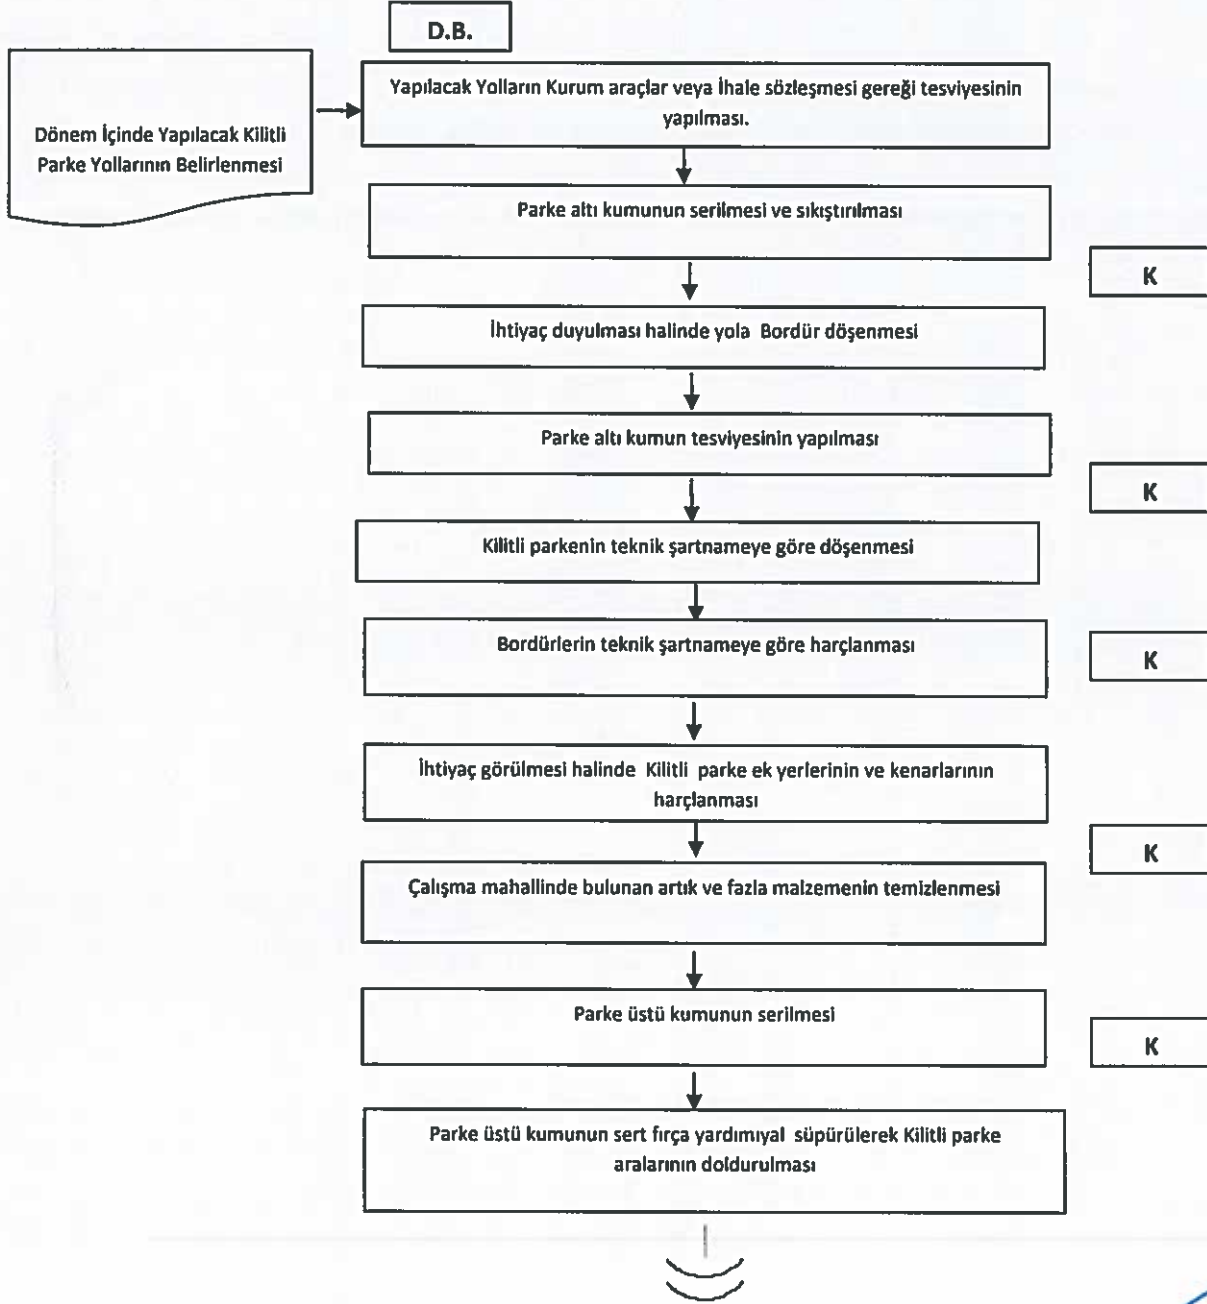 D.B.
Dönem İçinde Yapılacak Kilitli
Parke Yollarının Belirlenmesi
Yapılacak Yolların Kurum araçlar veya İhale sözleşmesi gereği tesviyesinin
yapılması.
Parke altı kumunun serilmesi ve sıkıştırılması
K
İhtiyaç duyulması halinde yola Bordür döşenmesi
Parke altı kumun tesviyesinin yapılması
K
Kilitli parkenin teknik şartnameye göre döşenmesi
Bordürlerin teknik şartnameye göre harçlanması
K
İhtiyaç görülmesi halinde Kilitli parke ek yerlerinin ve kenarlarının
harçlanması
K
Çalışma mahallinde bulunan artık ve fazla malzemenin temizlenmesi
Parke üstü kumunun serilmesi
K
Parke üstü kumunun sert fırça yardımıyal süpürülerek Kilitli parke
aralarının doldurulması